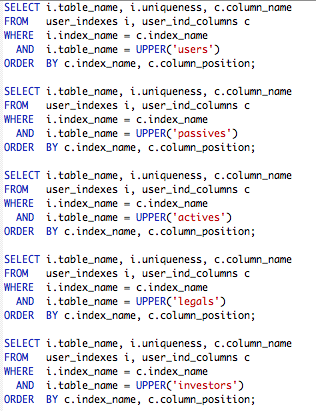 SELECT i.table_name, i.uniqueness, c.column_name
FROM   user_indexes i, user_ind_columns c
WHERE  i.index_name = c.index_name
  AND  i.table_name = UPPER('users')
ORDER  BY c.index_name, c.column_position;

SELECT i.table_name, i.uniqueness, c.column_name
FROM   user_indexes i, user_ind_columns c
WHERE  i.index_name = c.index_name
  AND  i.table_name = UPPER('passives')
ORDER  BY c.index_name, c.column_position;

SELECT i.table_name, i.uniqueness, c.column_name
FROM   user_indexes i, user_ind_columns c
WHERE  i.index_name = c.index_name
  AND  i.table_name = UPPER('actives')
ORDER  BY c.index_name, c.column_position;

SELECT i.table_name, i.uniqueness, c.column_name
FROM   user_indexes i, user_ind_columns c
WHERE  i.index_name = c.index_name
  AND  i.table_name = UPPER('legals')
ORDER  BY c.index_name, c.column_position;

SELECT i.table_name, i.uniqueness, c.column_name
FROM   user_indexes i, user_ind_columns c
WHERE  i.index_name = c.index_name
  AND  i.table_name = UPPER('investors')
ORDER  BY c.index_name, c.column_position;